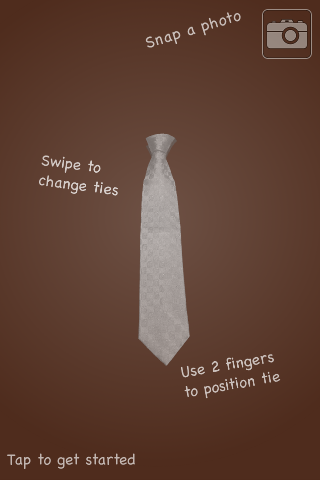 Snap a photo
Swipe to
change ties
Use 2 fingers
to position tie
Tap to get started